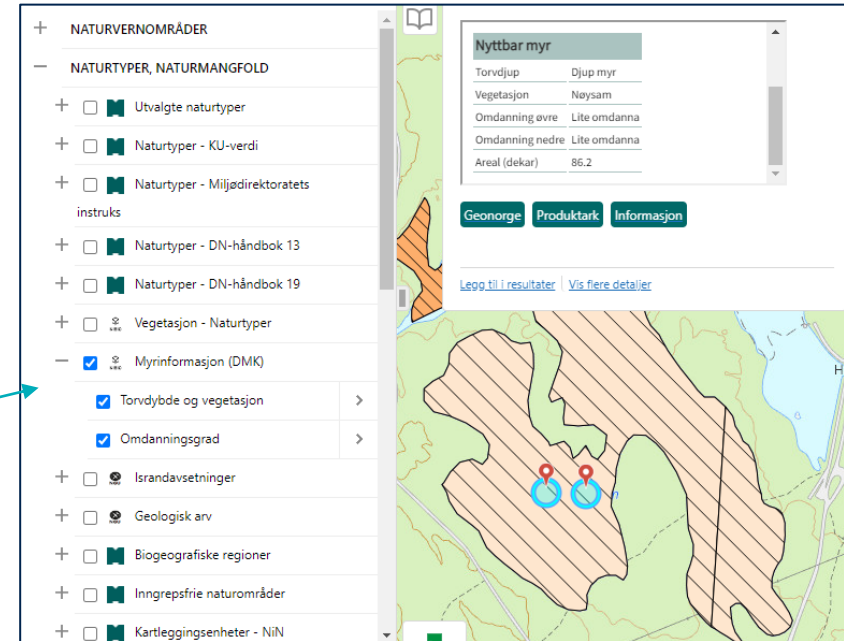 NATURVERNOMRÅDER
NATURTYPER, NATURMANGFOLD
Utvalgte naturtyper
Naturtyper - KU-verdi
Naturtyper - Miljødirektoratets
instruks
Naturtyper - DN-håndbok 13
Naturtyper - DN-håndbok 19
Vegetasjon - Naturtyper
Myrinformasjon (DMK)
Torvdybde og vegetasjon
Omdanningsgrad
Israndavsetninger
Geologisk arv
Biogeografiske regioner
Inngrepsfrie naturområder
Kartleggingsenheter - NiN
Nyttbar myr
Torvdjup Djup myr
Vegetasjon Nøysam
Omdanning øvre Lite omdanna
Omdanning nedre Lite omdanna
Areal (dekar) 86.2
Geonorge Produktark Informasjon
Legg til i resultater Vis flere detaljer
H